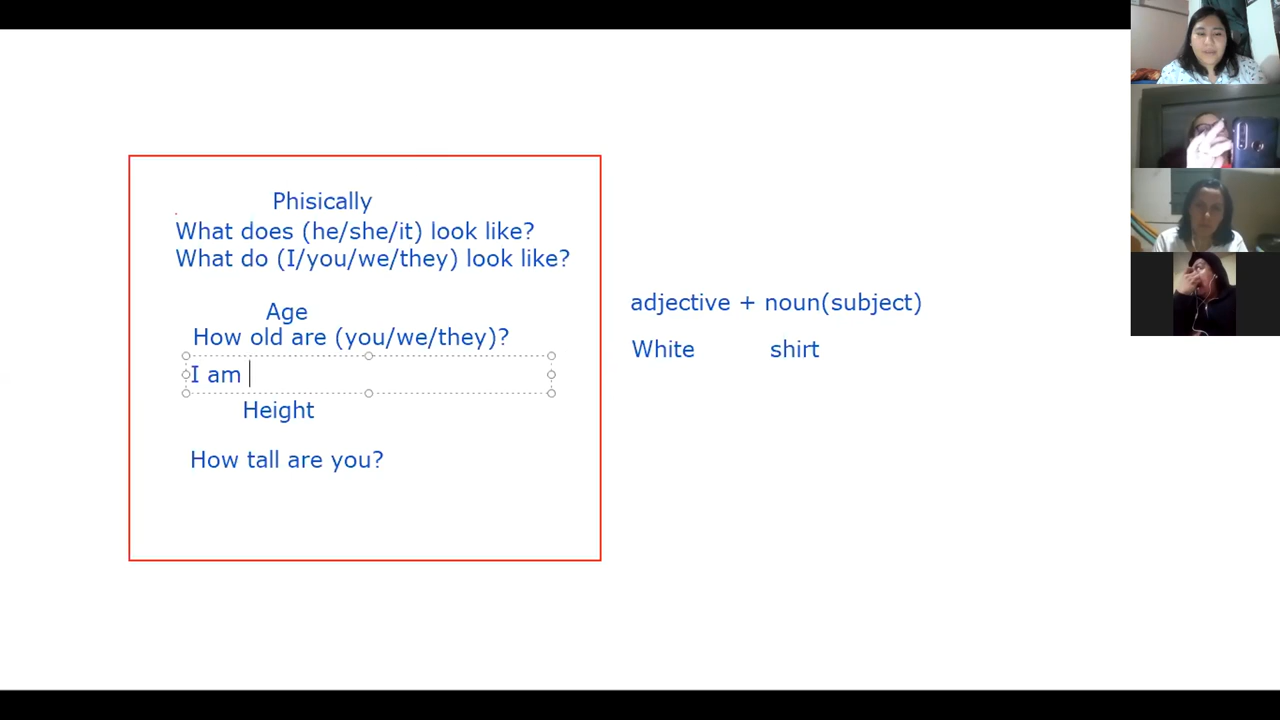 Phisically
What does (he/she/it) look like?
What do (I/you/we/they) look like?
Age
How old are (you/we/they)?
I am
Height
How tall are you?
adjective + noun(subject)
White shirt